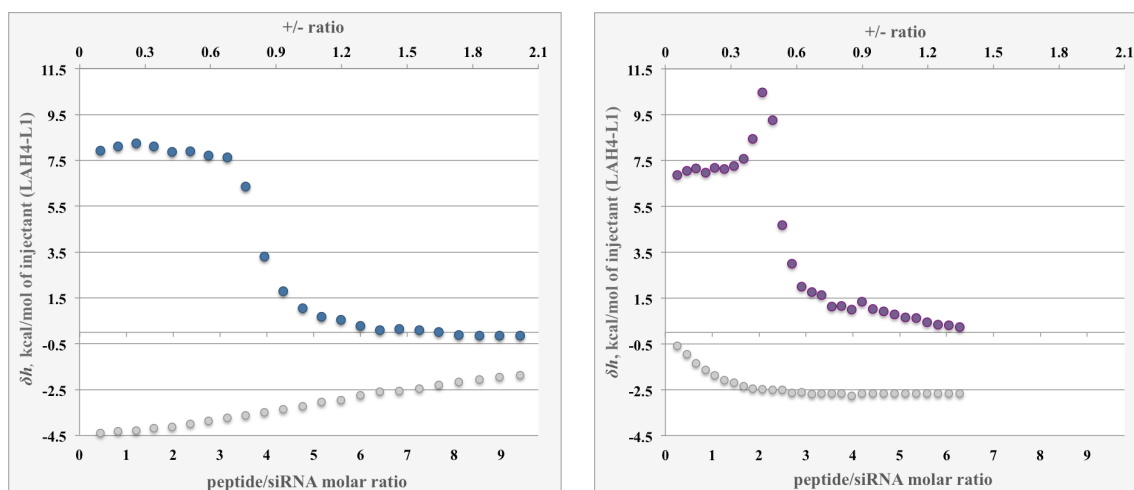 +/- ratio
0 0.3 0.6 0.9 1.2 1.5 1.8 2.1
11.5
9.5
7.5
5.5
3.5
1.5
-0.5
-2.5
-4.5
δh, kcal/mol of injectant (LAH4-L1)
0 1 2 3 4 5 6 7 8 9
peptide/siRNA molar ratio
+/- ratio
0 0.3 0.6 0.9 1.2 1.5 1.8 2.1
11.5
9.5
7.5
5.5
3.5
1.5
-0.5
-2.5
-4.5
δh, kcal/mol of injectant (LAH4-L1)
0 1 2 3 4 5 6 7 8 9
peptide/siRNA molar ratio